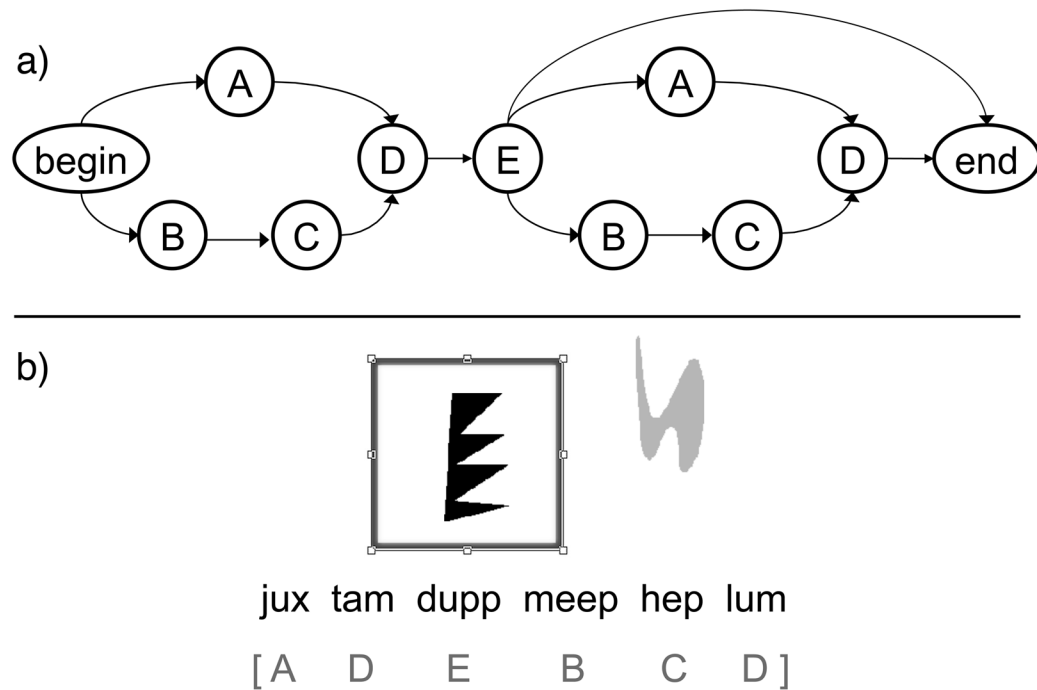 a)
A A
begin D E D end
B C B C
b)
jux tam dupp meep hep lum
[ A D E B C D ]